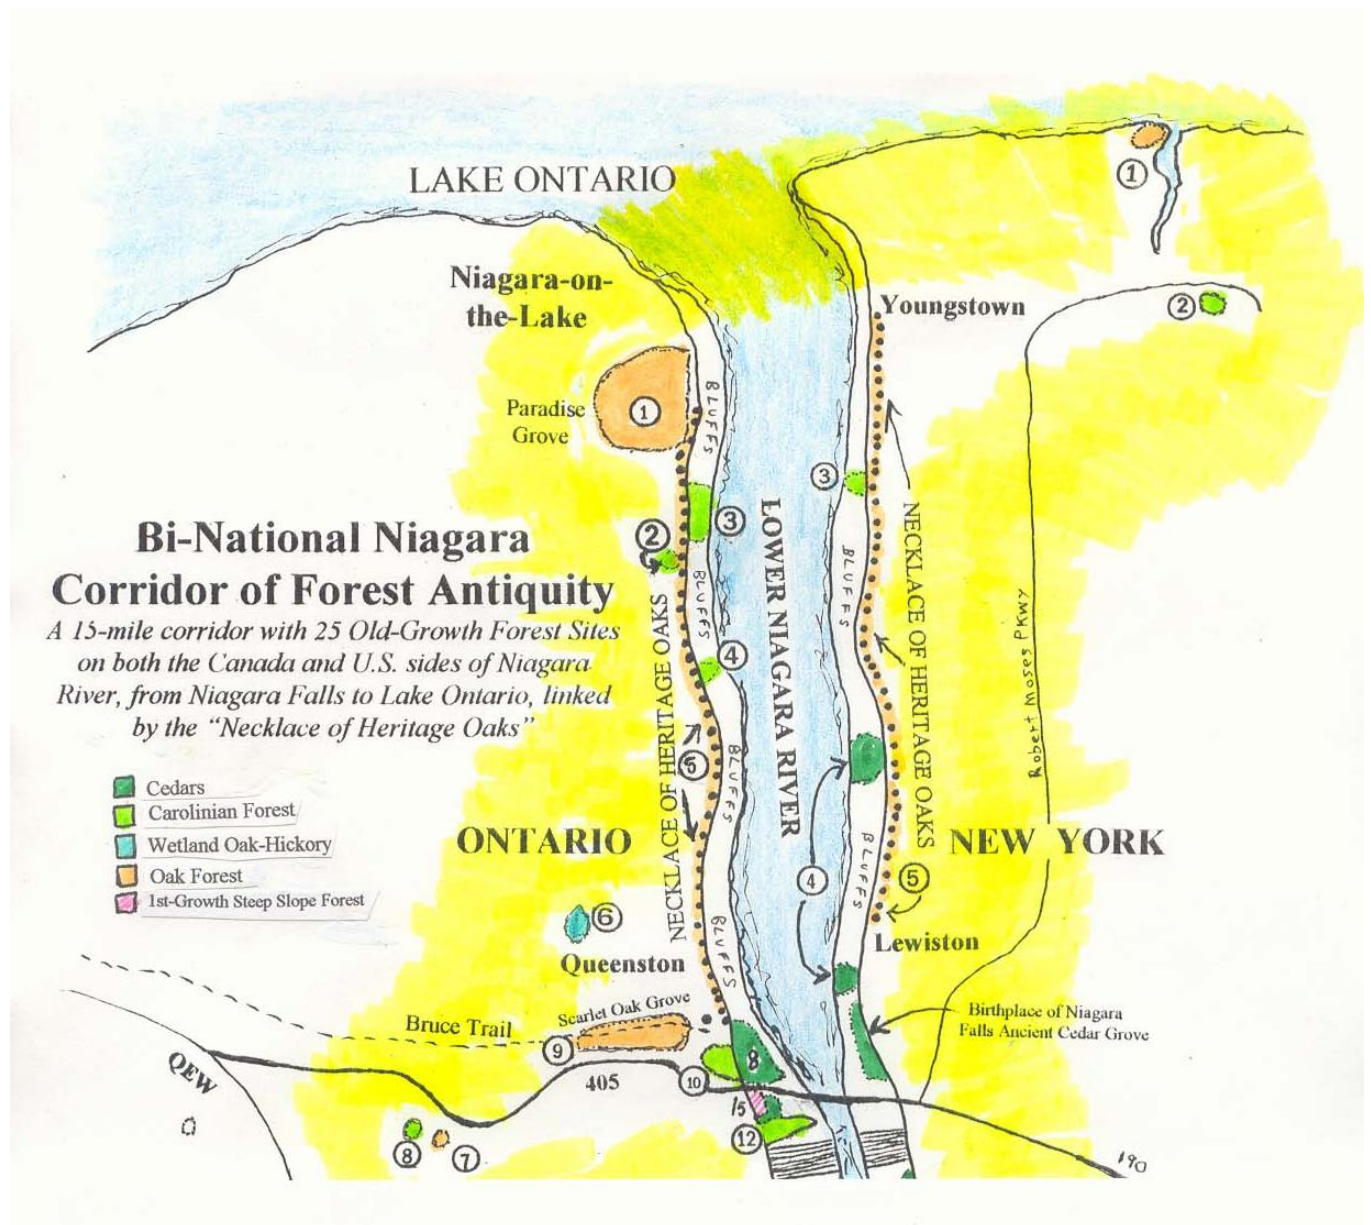 LAKE ONTARIO
①
Niagara-on-
the-Lake
Youngstown
②
Paradise
Grove
①
BLUFFS
③
②
③
BLUFFS
BLUFFS
④
NECKLACE OF HERITAGE OAKS
LOWER NIAGARA RIVER
NECKLACE OF HERITAGE OAKS
Robert Moses Pkwy
Bi-National Niagara
Corridor of Forest Antiquity
A 15-mile corridor with 25 Old-Growth Forest Sites
on both the Canada and U.S. sides of Niagara
River, from Niagara Falls to Lake Ontario, linked
by the “Necklace of Heritage Oaks”
Cedars
Carolinian Forest
Wetland Oak-Hickory
Oak Forest
1st-Growth Steep Slope Forest
⑤
BLUFFS
BLUFFS
ONTARIO
NEW YORK
④
⑤
⑥
BLUFFS
Queenston
Lewiston
Birthplace of Niagara
Falls Ancient Cedar Grove
Bruce Trail
Scarlet Oak Grove
⑨
QEW
405
⑩
8
15
⑫
⑧
⑦
190